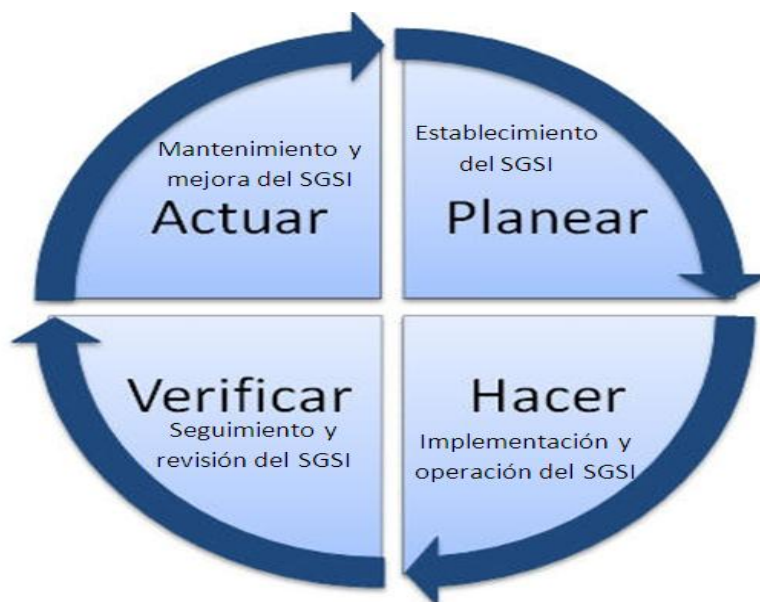 Mantenimiento y
mejora del SGSI
Actuar
Establecimiento
del SGSI
Planear
Verificar
Seguimiento y
revisión del SGSI
Hacer
Implementación y
operación del SGSI